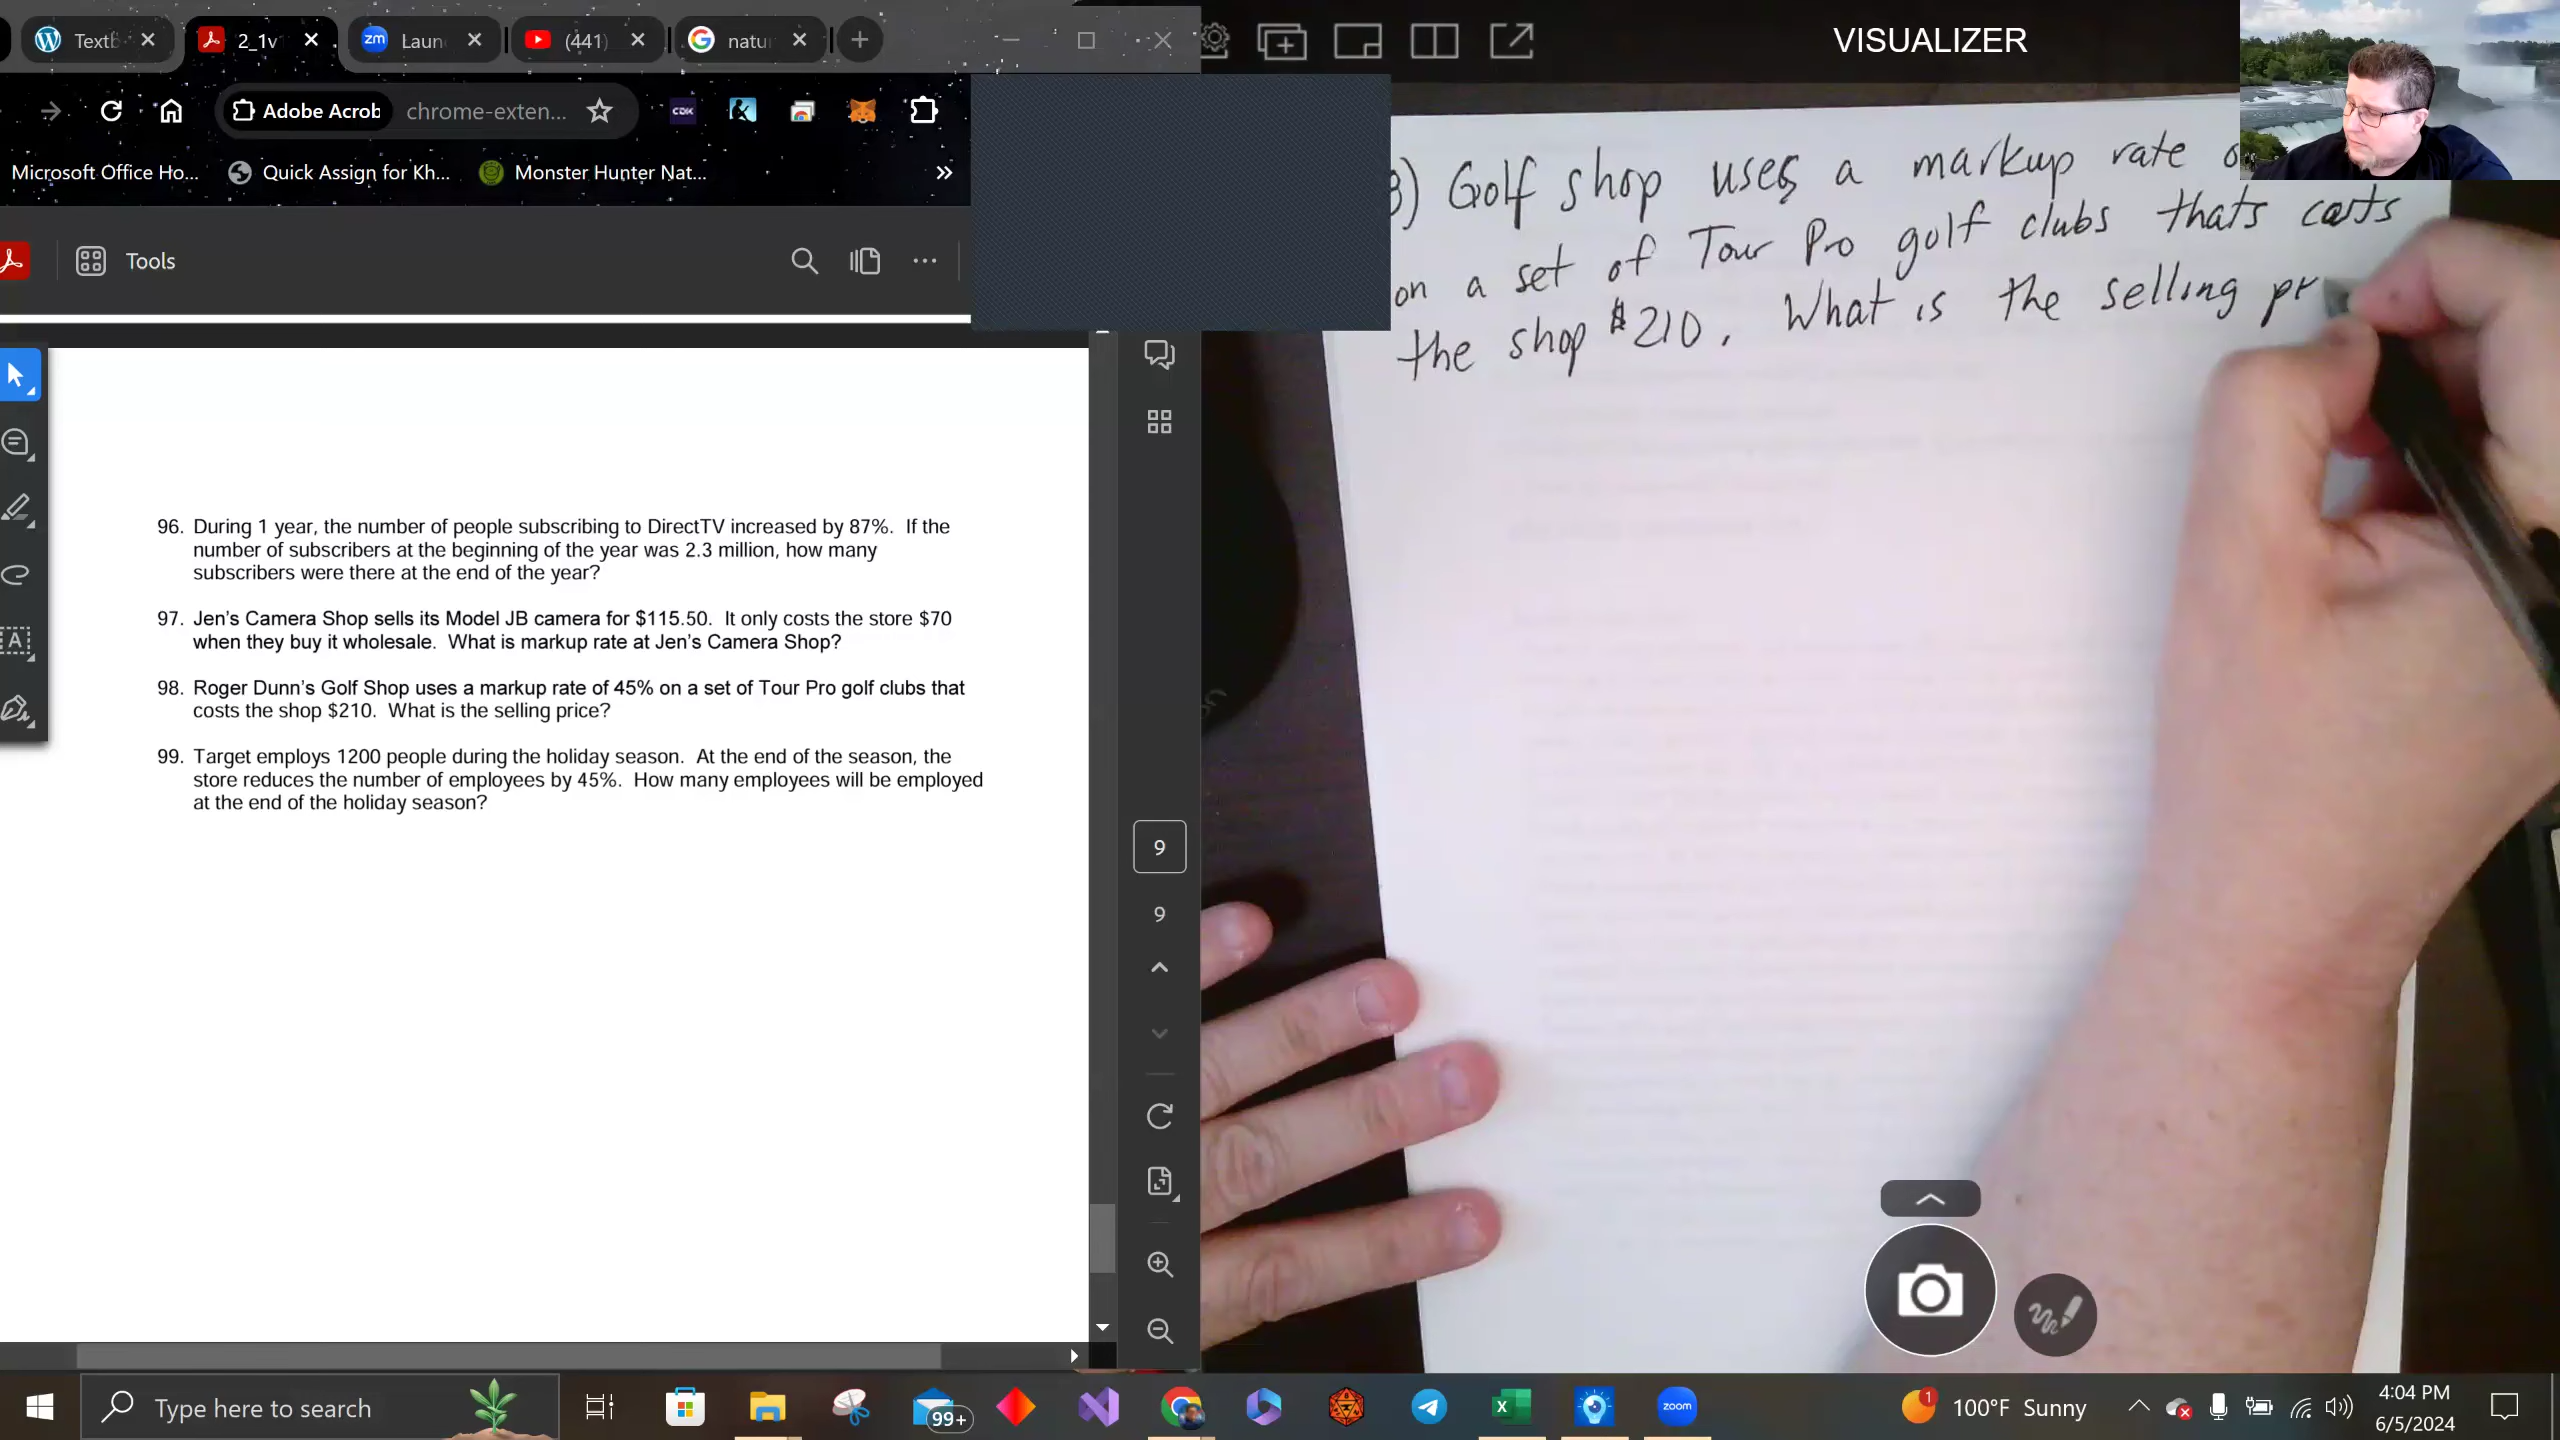 Textb
2_1v
zm Laun
(441)
natu
VISUALIZER
Adobe Acrob
chrome-exten...
CDK
Microsoft Office Ho...
Quick Assign for Kh...
Monster Hunter Nat...
Tools
96. During 1 year, the number of people subscribing to DirectTV increased by 87%. If the
number of subscribers at the beginning of the year was 2.3 million, how many
subscribers were there at the end of the year?
97. Jen's Camera Shop sells its Model JB camera for $115.50. It only costs the store $70
when they buy it wholesale. What is markup rate at Jen's Camera Shop?
98. Roger Dunn's Golf Shop uses a markup rate of 45% on a set of Tour Pro golf clubs that
costs the shop $210. What is the selling price?
99. Target employs 1200 people during the holiday season. At the end of the season, the
store reduces the number of employees by 45%. How many employees will be employed
at the end of the holiday season?
9
9
) Golf shop uses a markup rate
on a set of Tour Pro golf clubs thats costs
the shop $210. What is the selling pr
Type here to search
99+
X
zoom
1
100°F Sunny
4:04 PM
6/5/2024